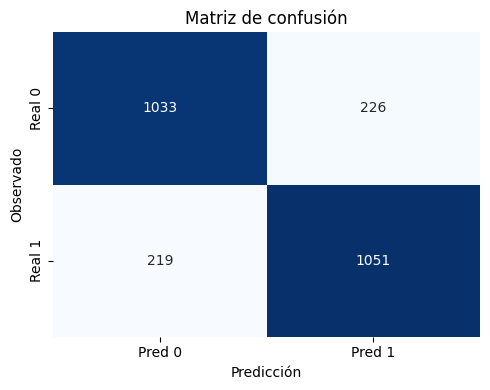 Matriz de confusión
Real 0
1033
226
Observado
Real 1
219
1051
Pred 0
Pred 1
Predicción